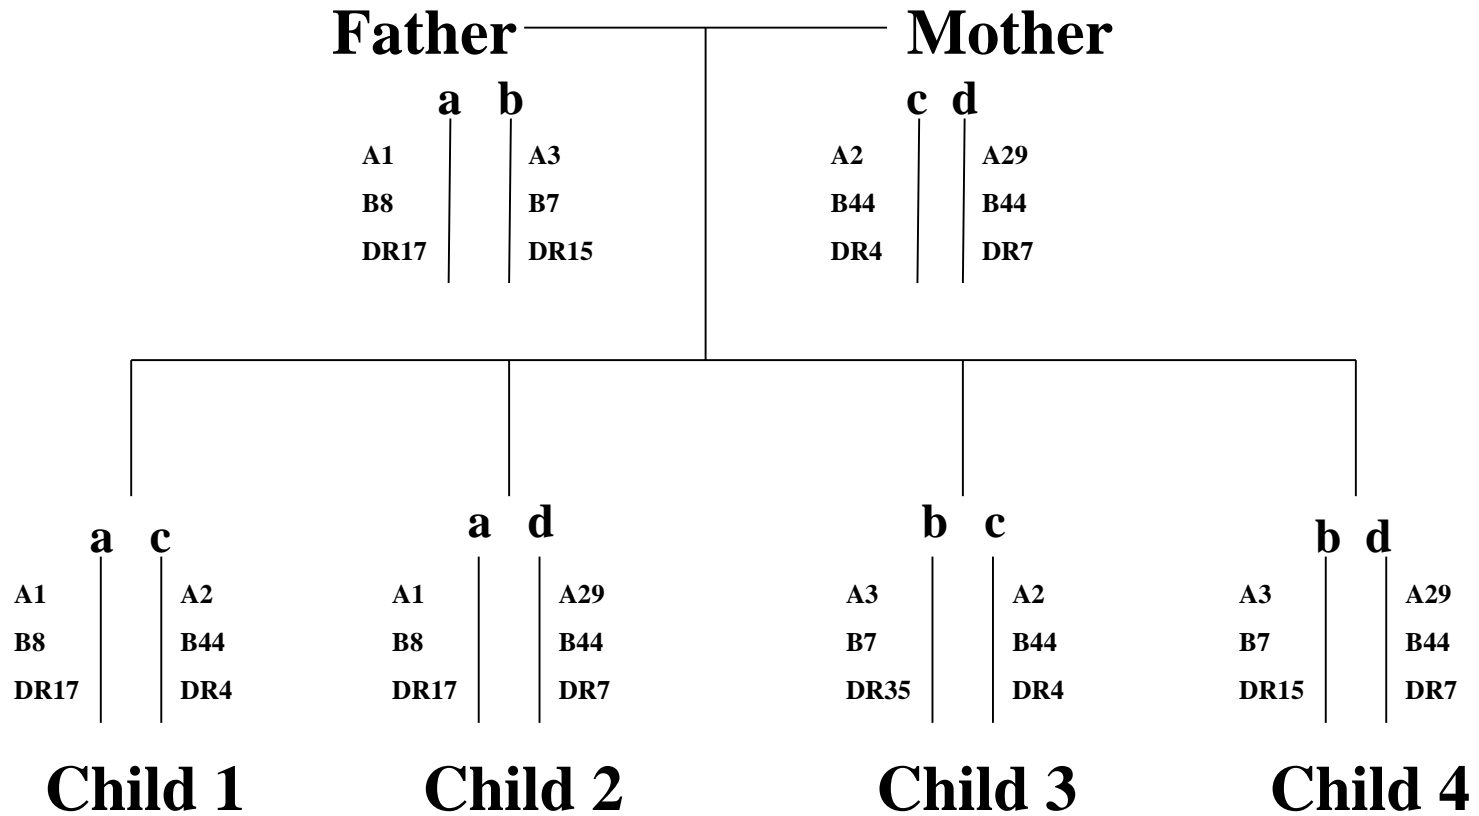 Father Mother
a b c d
A1 A3 A2 A29
B8 B7 B44 B44
DR17 DR15 DR4 DR7
a c a d b c b d
A1 A2 A1 A29 A3 A2 A3 A29
B8 B44 B8 B44 B7 B44 B7 B44
DR17 DR4 DR17 DR7 DR35 DR4 DR15 DR7
Child 1 Child 2 Child 3 Child 4